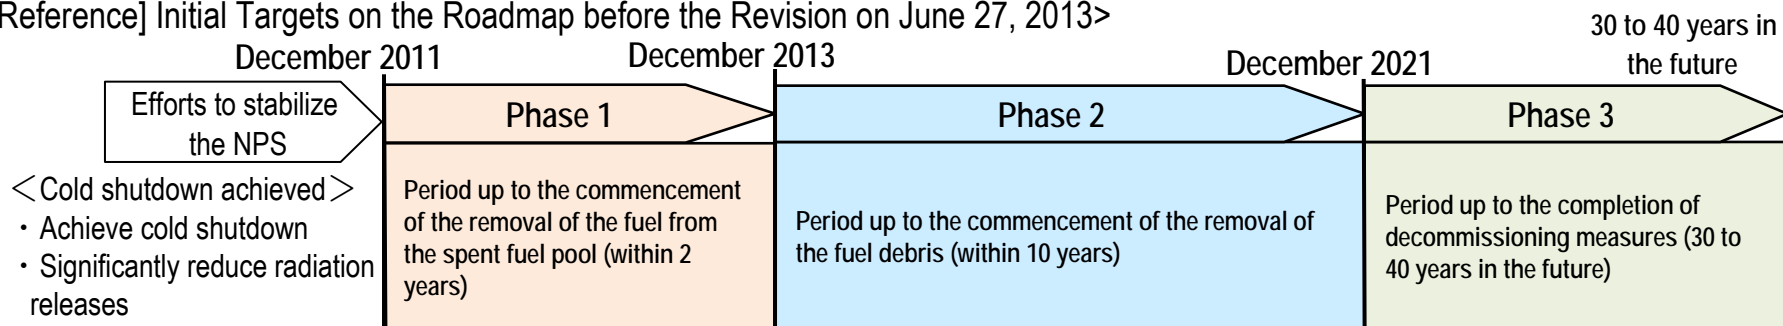 Reference] Initial Targets on the Roadmap before the Revision on June 27, 2013>
December 2011
December 2013
December 2021
30 to 40 years in
the future
Efforts to stabilize
the NPS
Phase 1
Phase 2
Phase 3
＜Cold shutdown achieved＞
・Achieve cold shutdown
・Significantly reduce radiation
releases
Period up to the commencement
of the removal of the fuel from
the spent fuel pool (within 2
years)
Period up to the commencement of the removal of
the fuel debris (within 10 years)
Period up to the completion of
decommissioning measures (30 to
40 years in the future)